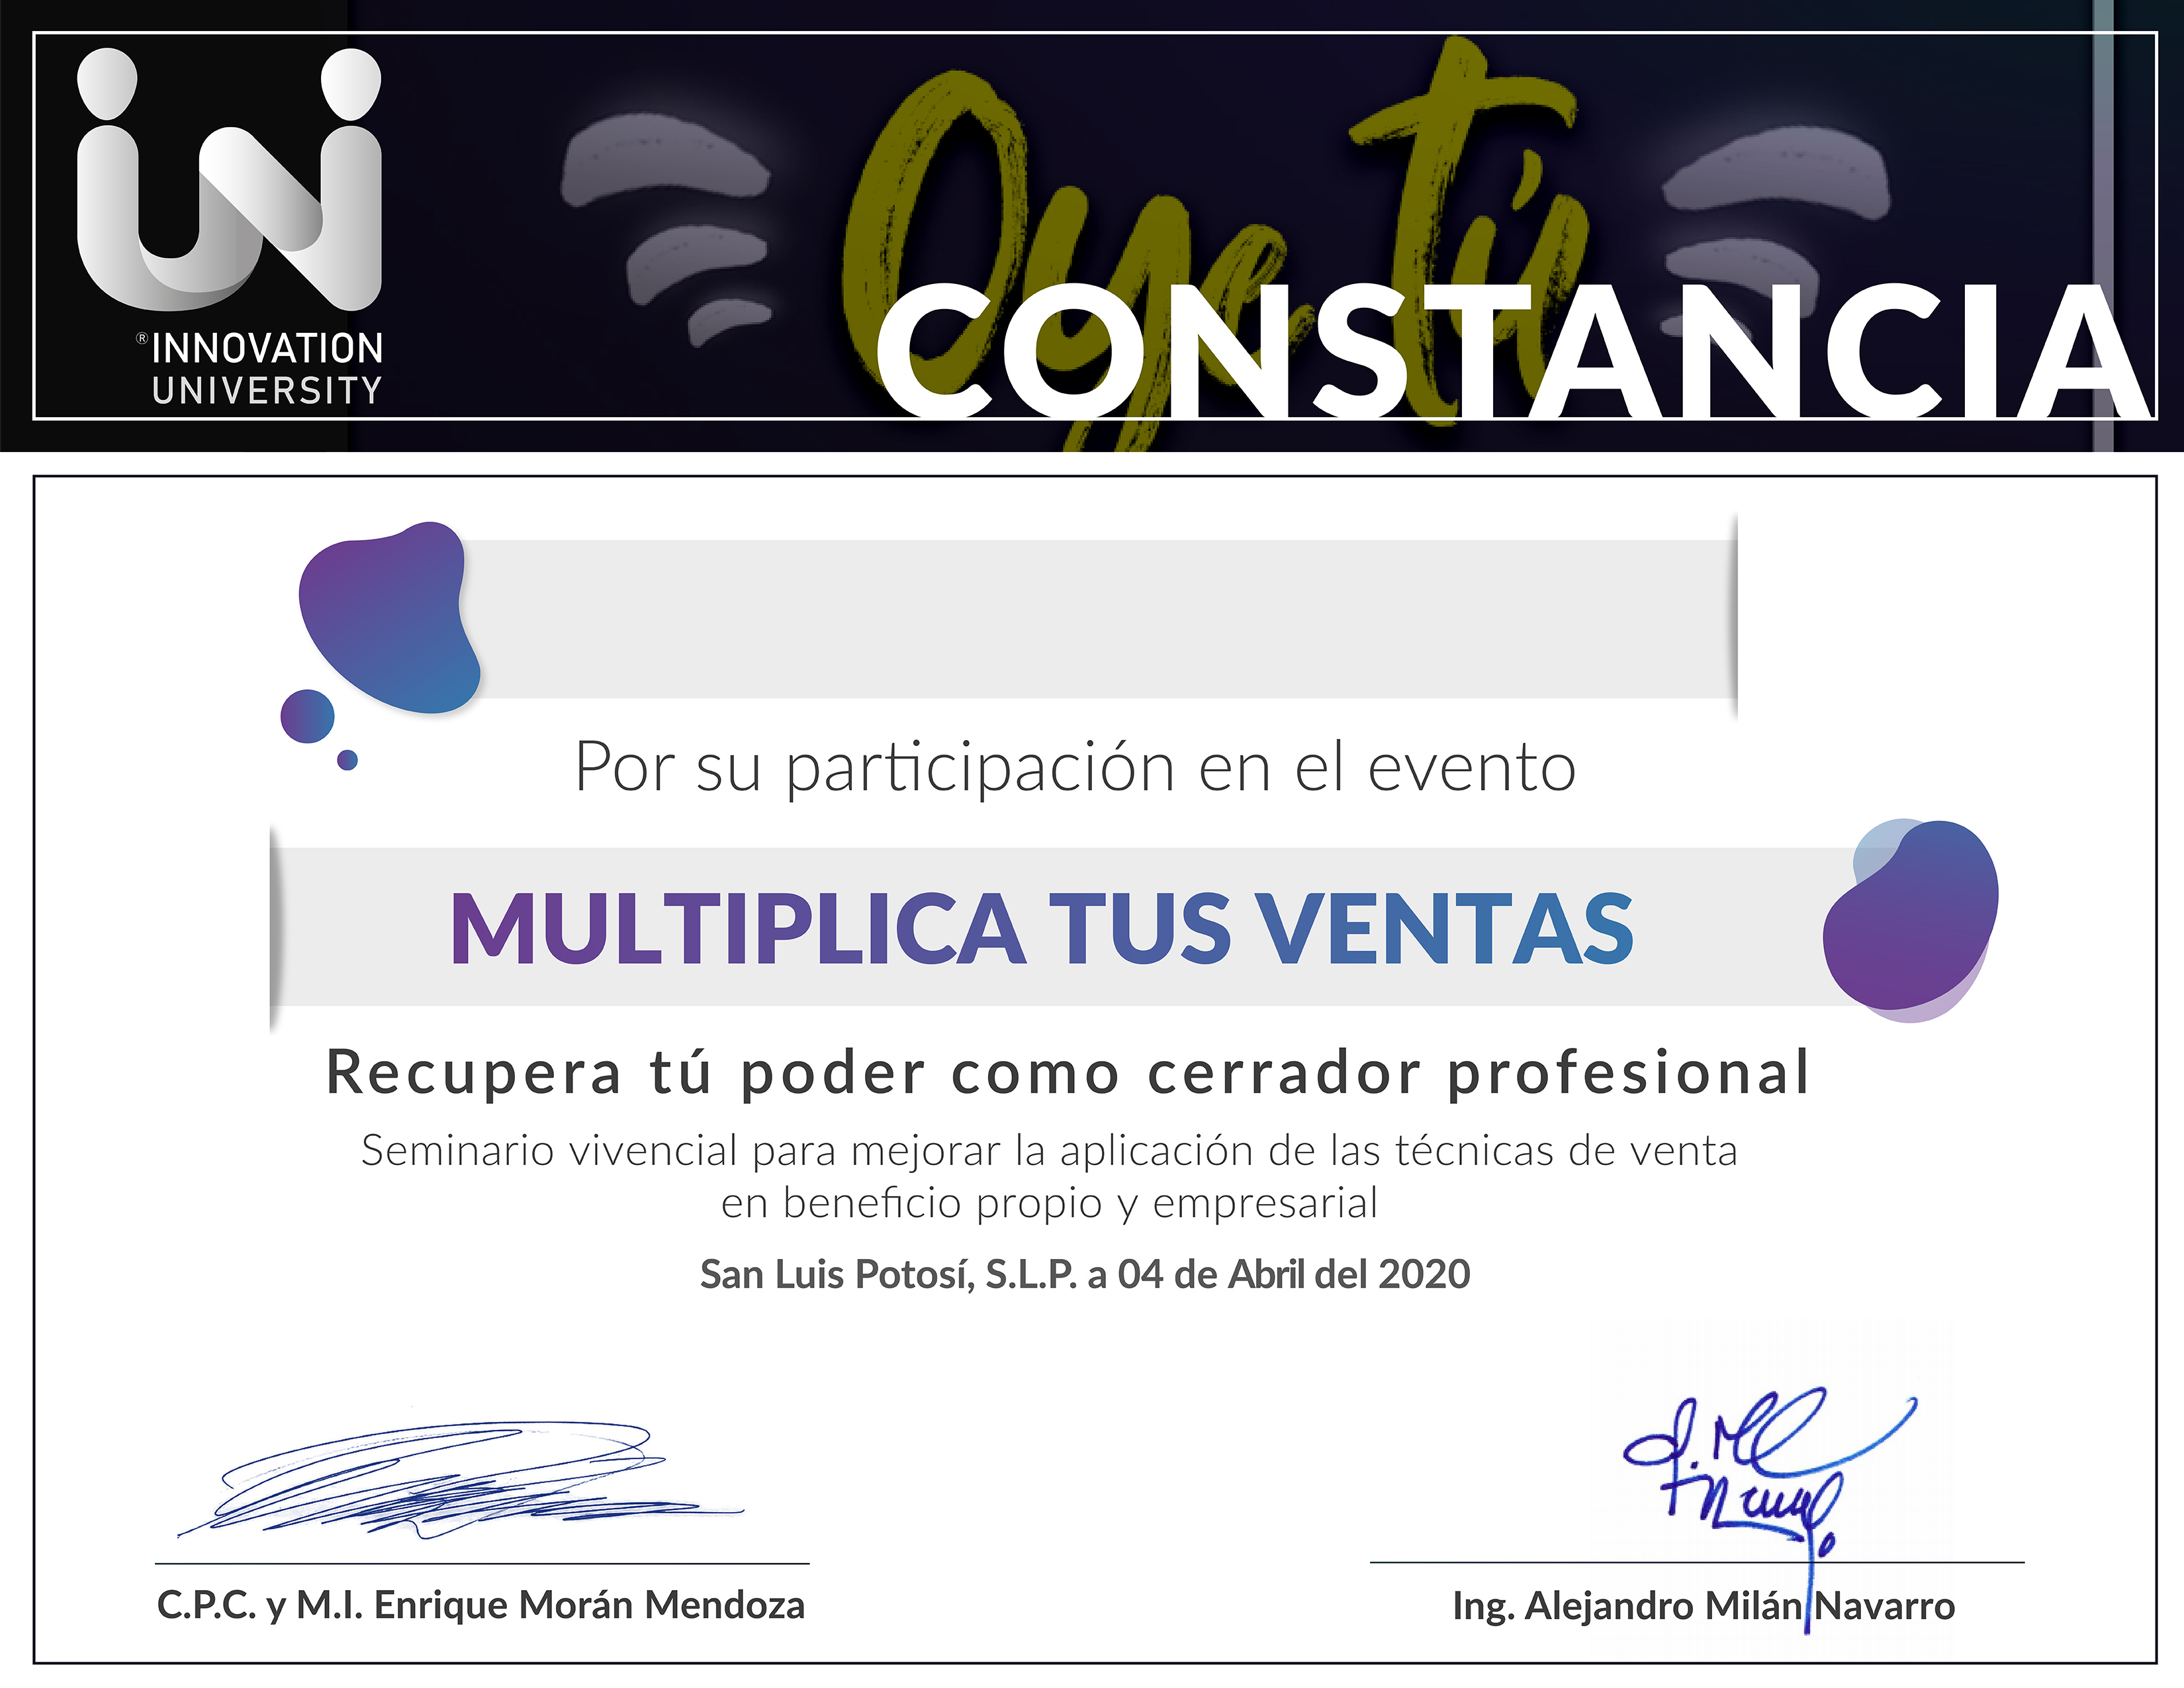 Oye tú
®INNOVATION
UNIVERSITY
CONSTANCIA
Por su participación en el evento
MULTIPLICA TUS VENTAS
Recupera tú poder como cerrador profesional
Seminario vivencial para mejorar la aplicación de las técnicas de venta
en beneficio propio y empresarial
San Luis Potosí, S.L.P. a 04 de Abril del 2020
C.P.C. y M.I. Enrique Morán Mendoza
Ing. Alejandro Milán Navarro